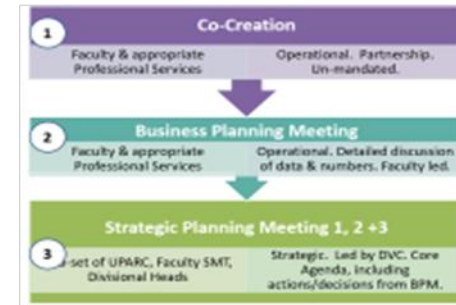 1
Co-Creation
Faculty & appropriate
Professional Services
Operational. Partnership.
Un-mandated.
2
Business Planning Meeting
Faculty & appropriate
Professional Services
Operational. Detailed discussion
of data & numbers. Faculty led.
Strategic Planning Meeting 1, 2 +3
3
-set of UPARC, Faculty SMT,
Divisional Heads
Strategic. Led by DVC. Core
Agenda, including
actions/decisions from BPM.